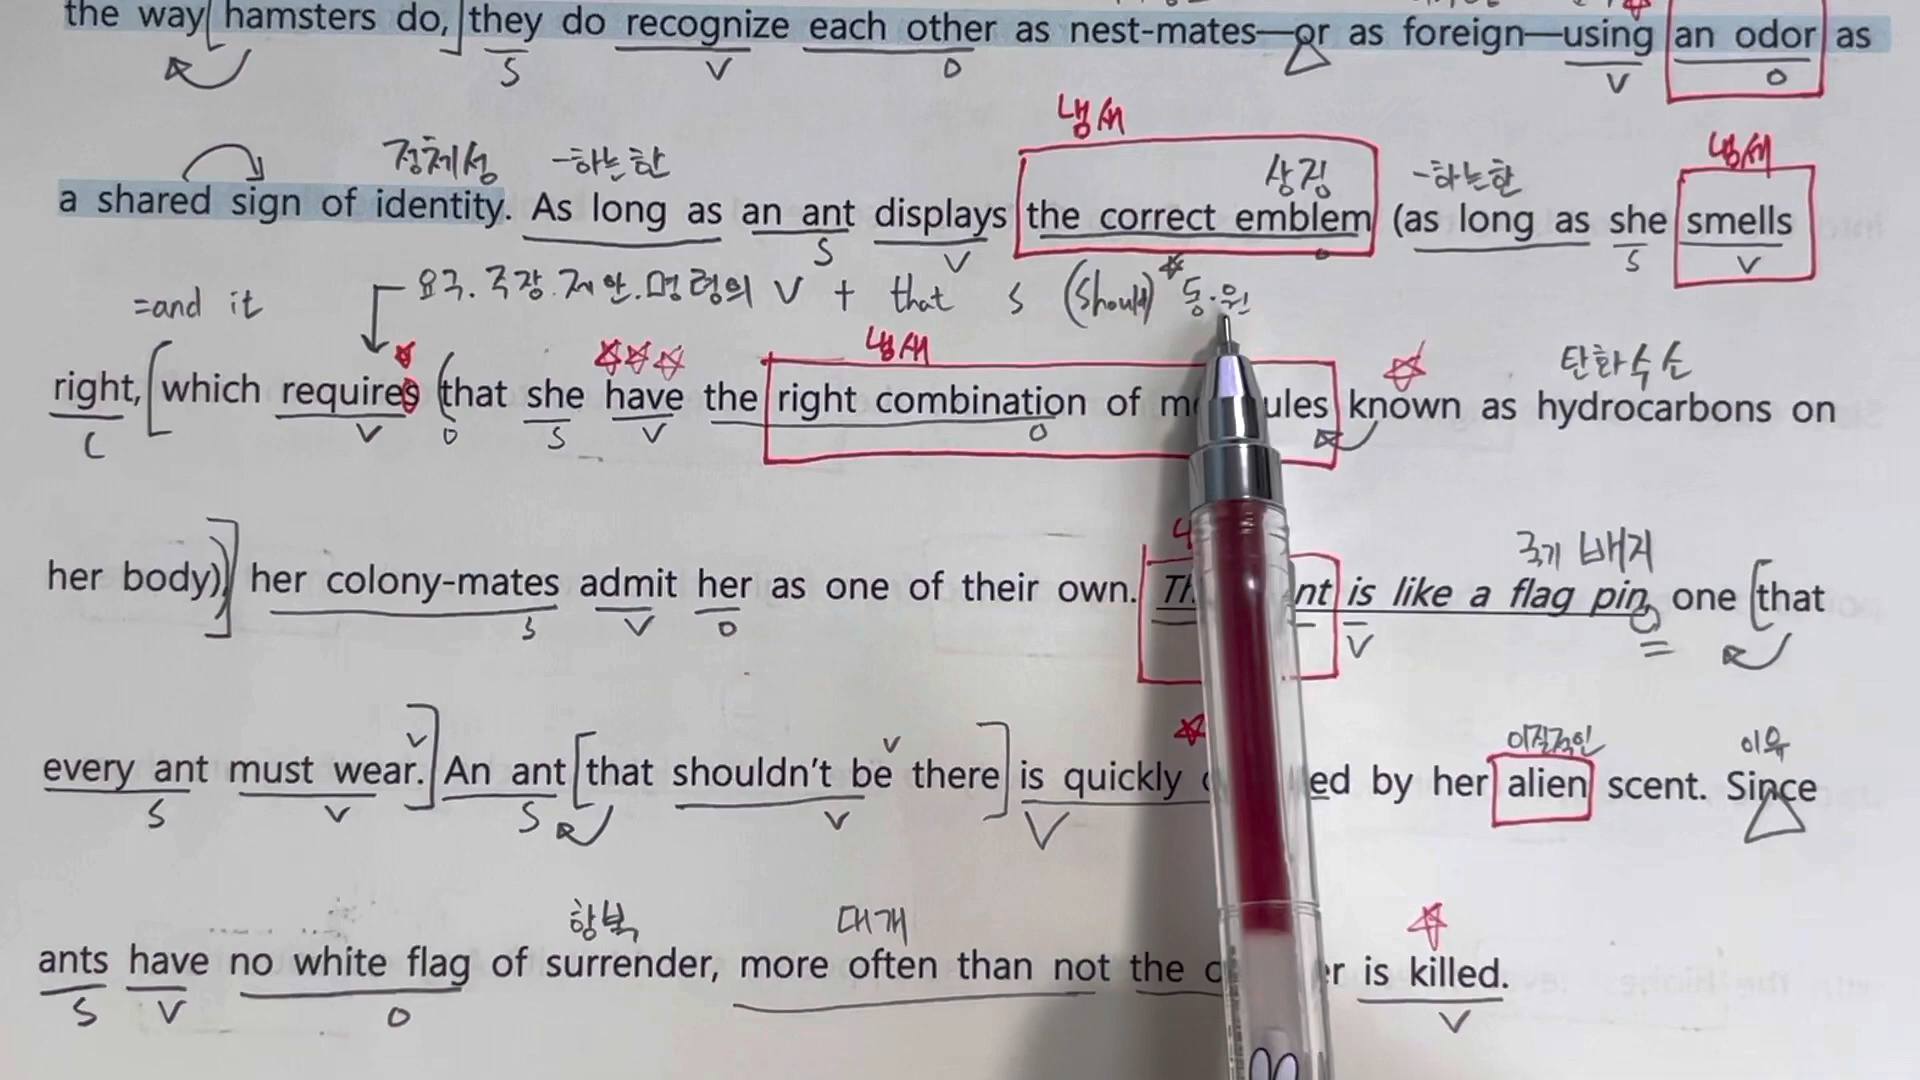 the way [hamsters do,] they do recognize each other as nest-mates—or as foreign—using an odor as
S V O V O
냄새
정체성 -하는 한 상징 -하는 한 냄새
a shared sign of identity. As long as an ant displays the correct emblem (as long as she smells
S V o S V
=and it 요구.주장.제안.명령의 V + that S (should) 동.원
냄새 탄화수소
right, [which requires (that she have the right combination of ules known as hydrocarbons on
C V O S V O
국기 배지
her body)] her colony-mates admit her as one of their own. nt is like a flag pin, one [that
S V O V
V V 이질적인 이유
every ant must wear.] An ant [that shouldn't be there] is quickly ed by her alien scent. Since
S V S V V
항복 대개
ants have no white flag of surrender, more often than not the r is killed.
S V O V